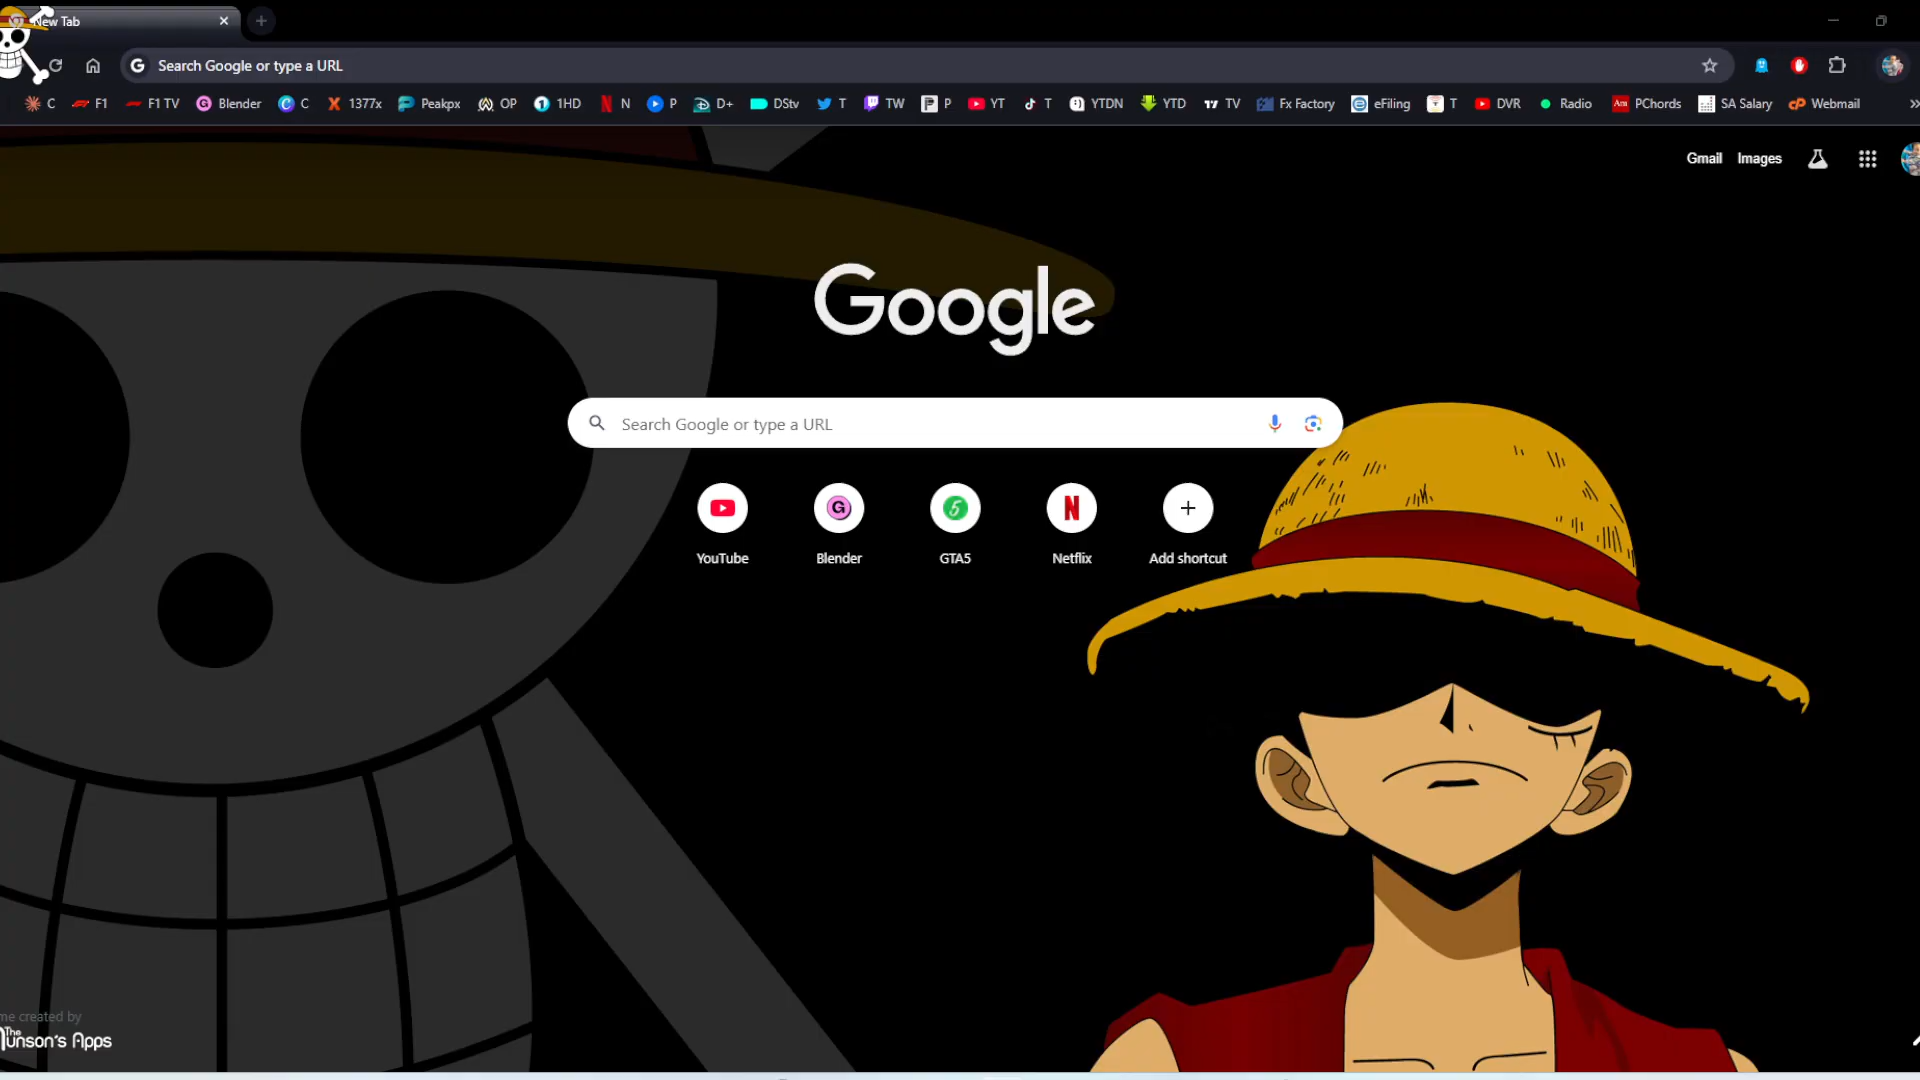 New Tab
Search Google or type a URL
C F1 F1 TV Blender C 1377x Peakpx OP 1HD N P D+ DStv T TW P YT T YTDN YTD TV Fx Factory eFiling T DVR Radio PChords SA Salary Webmail
Gmail Images
Google
Search Google or type a URL
YouTube Blender GTA5 Netflix Add shortcut
me created by
The
Munson's Apps